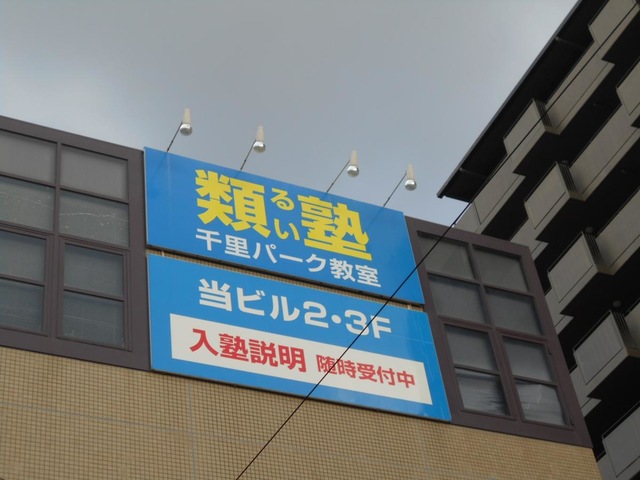 類塾
るい
千里パーク教室
当ビル2・3F
入塾説明 随時受付中